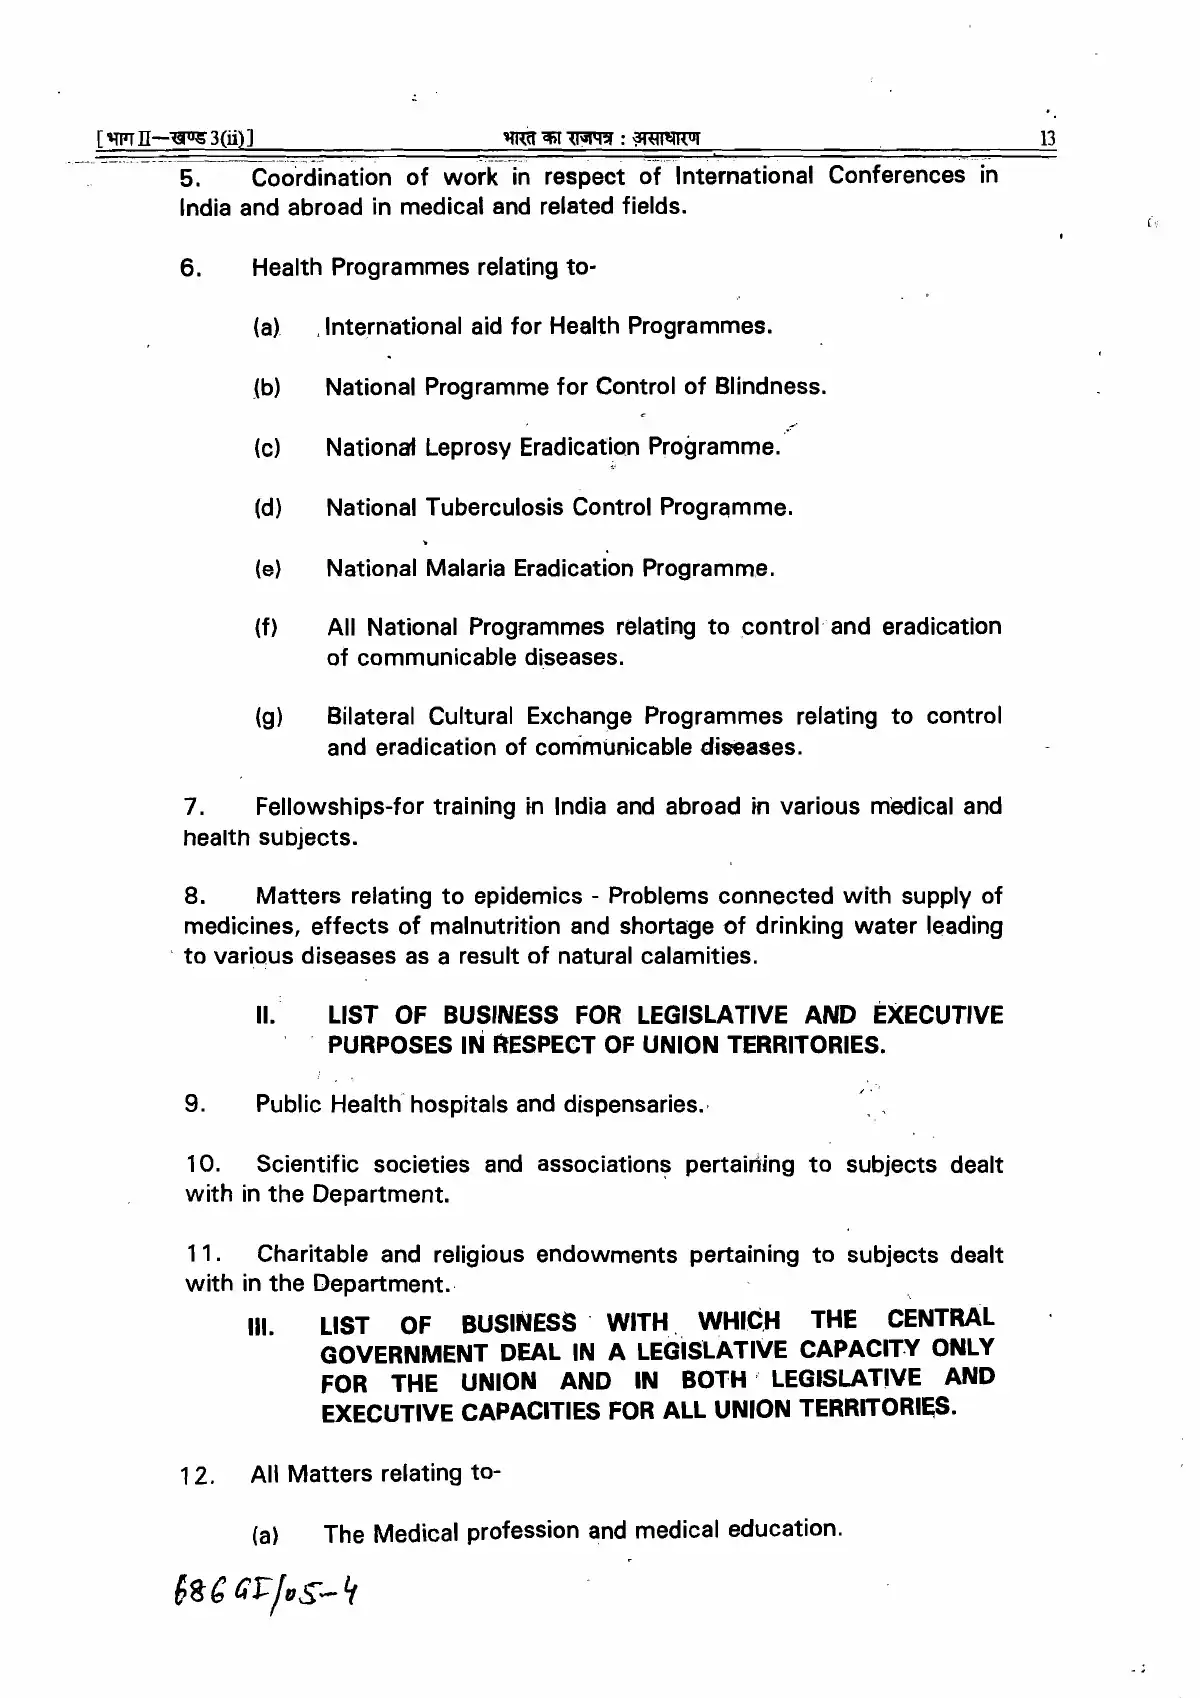 [ भाग II—खण्ड 3(ii) ] भारत का राजपत्र : असाधारण 13
5. Coordination of work in respect of International Conferences in
India and abroad in medical and related fields.
6. Health Programmes relating to-
(a) International aid for Health Programmes.
(b) National Programme for Control of Blindness.
(c) National Leprosy Eradication Programme.
(d) National Tuberculosis Control Programme.
(e) National Malaria Eradication Programme.
(f) All National Programmes relating to control and eradication
of communicable diseases.
(g) Bilateral Cultural Exchange Programmes relating to control
and eradication of communicable diseases.
7. Fellowships-for training in India and abroad in various medical and
health subjects.
8. Matters relating to epidemics - Problems connected with supply of
medicines, effects of malnutrition and shortage of drinking water leading
to various diseases as a result of natural calamities.
II. LIST OF BUSINESS FOR LEGISLATIVE AND EXECUTIVE
PURPOSES IN RESPECT OF UNION TERRITORIES.
9. Public Health hospitals and dispensaries.
10. Scientific societies and associations pertaining to subjects dealt
with in the Department.
11. Charitable and religious endowments pertaining to subjects dealt
with in the Department.
III. LIST OF BUSINESS WITH WHICH THE CENTRAL
GOVERNMENT DEAL IN A LEGISLATIVE CAPACITY ONLY
FOR THE UNION AND IN BOTH LEGISLATIVE AND
EXECUTIVE CAPACITIES FOR ALL UNION TERRITORIES.
12. All Matters relating to-
(a) The Medical profession and medical education.
686 GI/05-4